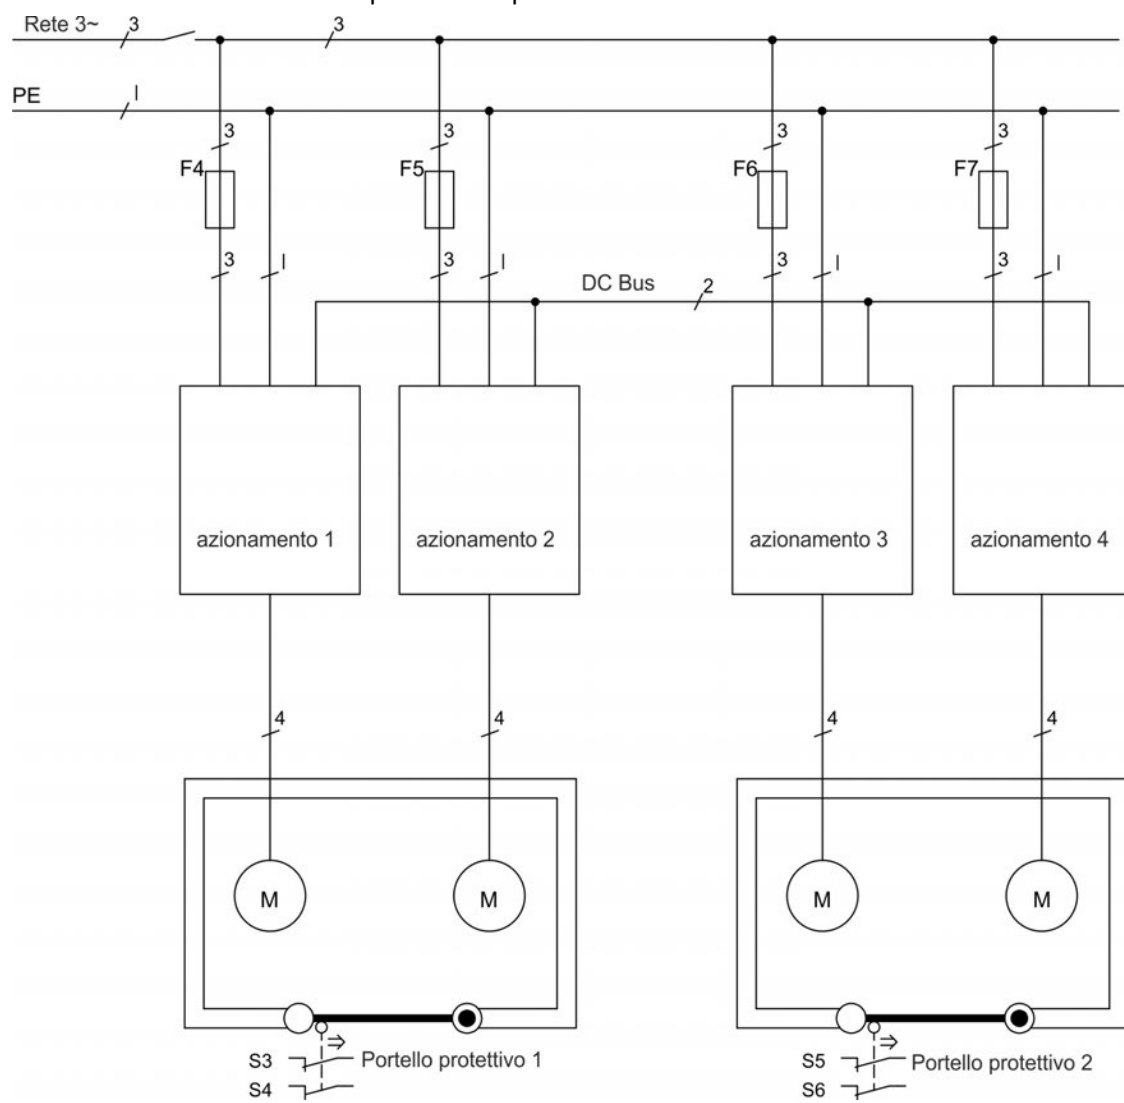 Rete 3~
3
3
PE
I
3
3
3
3
F4
F5
F6
F7
3
I
3
I
3
I
3
I
DC Bus
2
azionamento 1
azionamento 2
azionamento 3
azionamento 4
4
4
4
4
M
M
M
M
S3
Portello protettivo 1
S4
S5
Portello protettivo 2
S6